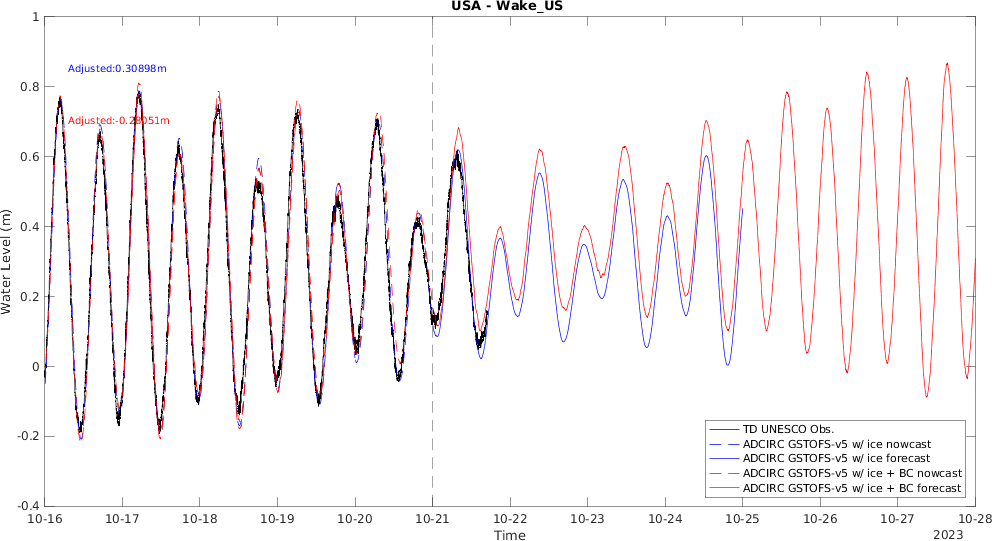 USA - Wake_US
Adjusted:0.30898m
Adjusted:-0.28051m
Water Level (m)
1
0.8
0.6
0.4
0.2
0
-0.2
-0.4
10-16 10-17 10-18 10-19 10-20 10-21 10-22 10-23 10-24 10-25 10-26 10-27 10-28
Time
2023
TD UNESCO Obs.
ADCIRC GSTOFS-v5 w/ ice nowcast
ADCIRC GSTOFS-v5 w/ ice forecast
ADCIRC GSTOFS-v5 w/ ice + BC nowcast
ADCIRC GSTOFS-v5 w/ ice + BC forecast